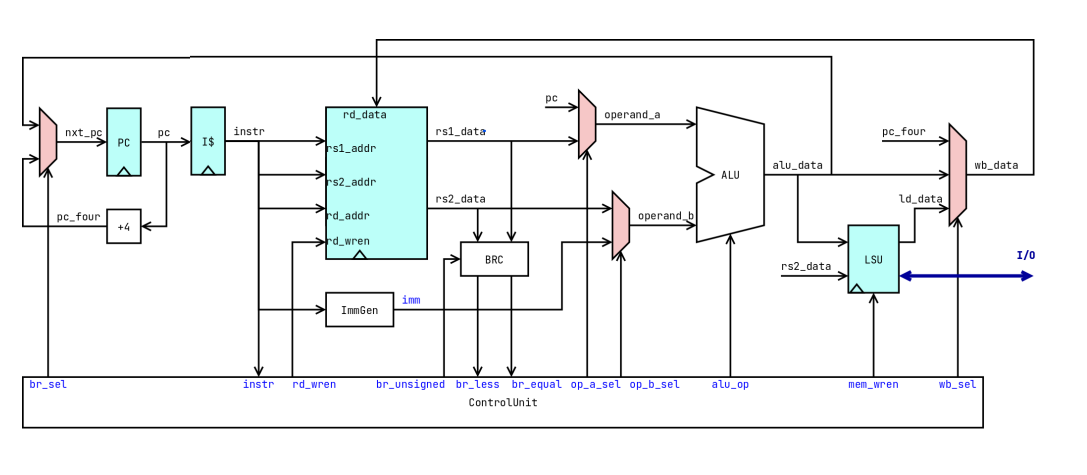 rd_data
pc
operand_a
nxt_pc
PC
pc
I$
instr
rs1_data
pc_four
rs1_addr
ALU
alu_data
wb_data
rs2_addr
rs2_data
ld_data
pc_four
+4
rd_addr
operand_b
rd_wren
BRC
rs2_data
LSU
I/O
ImmGen
imm
br_sel
instr
rd_wren
br_unsigned
br_less
br_equal
op_a_sel
op_b_sel
alu_op
mem_wren
wb_sel
ControlUnit